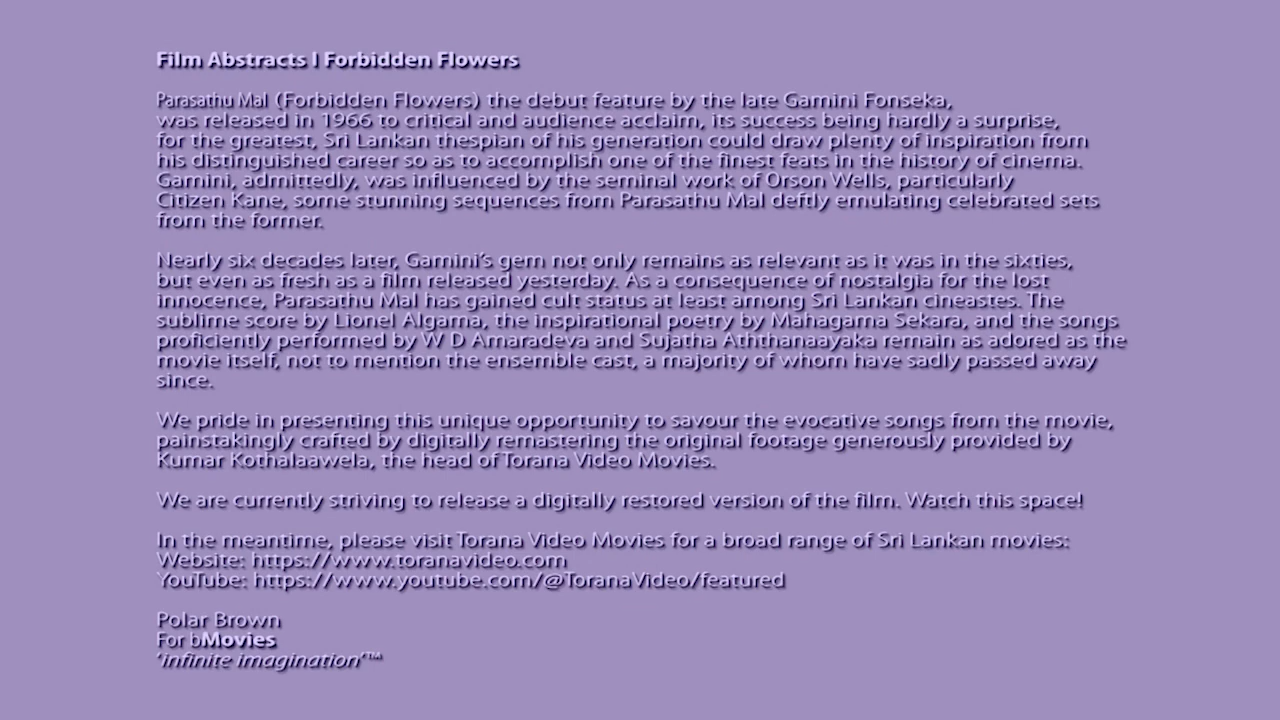 Film Abstracts | Forbidden Flowers
Parasathu Mal (Forbidden Flowers) the debut feature by the late Gamini Fonseka,
was released in 1966 to critical and audience acclaim, its success being hardly a surprise,
for the greatest, Sri Lankan thespian of his generation could draw plenty of inspiration from
his distinguished career so as to accomplish one of the finest feats in the history of cinema.
Gamini, admittedly, was influenced by the seminal work of Orson Wells, particularly
Citizen Kane, some stunning sequences from Parasathu Mal deftly emulating celebrated sets
from the former.
Nearly six decades later, Gamini's gem not only remains as relevant as it was in the sixties,
but even as fresh as a film released yesterday. As a consequence of nostalgia for the lost
innocence, Parasathu Mal has gained cult status at least among Sri Lankan cineastes. The
sublime score by Lionel Algama, the inspirational poetry by Mahagama Sekara, and the songs
proficiently performed by W D Amaradeva and Sujatha Aththanaayaka remain as adored as the
movie itself, not to mention the ensemble cast, a majority of whom have sadly passed away
since.
We pride in presenting this unique opportunity to savour the evocative songs from the movie,
painstakingly crafted by digitally remastering the original footage generously provided by
Kumar Kothalaawela, the head of Torana Video Movies.
We are currently striving to release a digitally restored version of the film. Watch this space!
In the meantime, please visit Torana Video Movies for a broad range of Sri Lankan movies:
Website: https://www.toranavideo.com
YouTube: https://www.youtube.com/@ToranaVideo/featured
Polar Brown
For bMovies
'infinite imagination'™